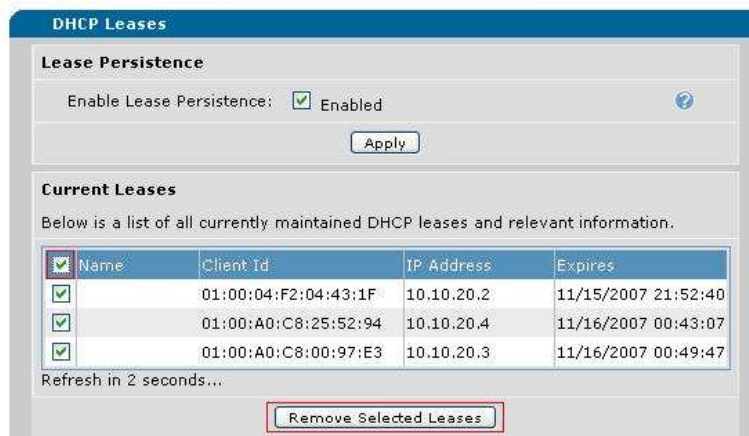 DHCP Leases
Lease Persistence
Enable Lease Persistence: Enabled
Apply
Current Leases
Below is a list of all currently maintained DHCP leases and relevant information.
Name Client Id IP Address Expires
01:00:04:F2:04:43:1F 10.10.20.2 11/15/2007 21:52:40
01:00:A0:C8:25:52:94 10.10.20.4 11/16/2007 00:43:07
01:00:A0:C8:00:97:E3 10.10.20.3 11/16/2007 00:49:47
Refresh in 2 seconds...
Remove Selected Leases